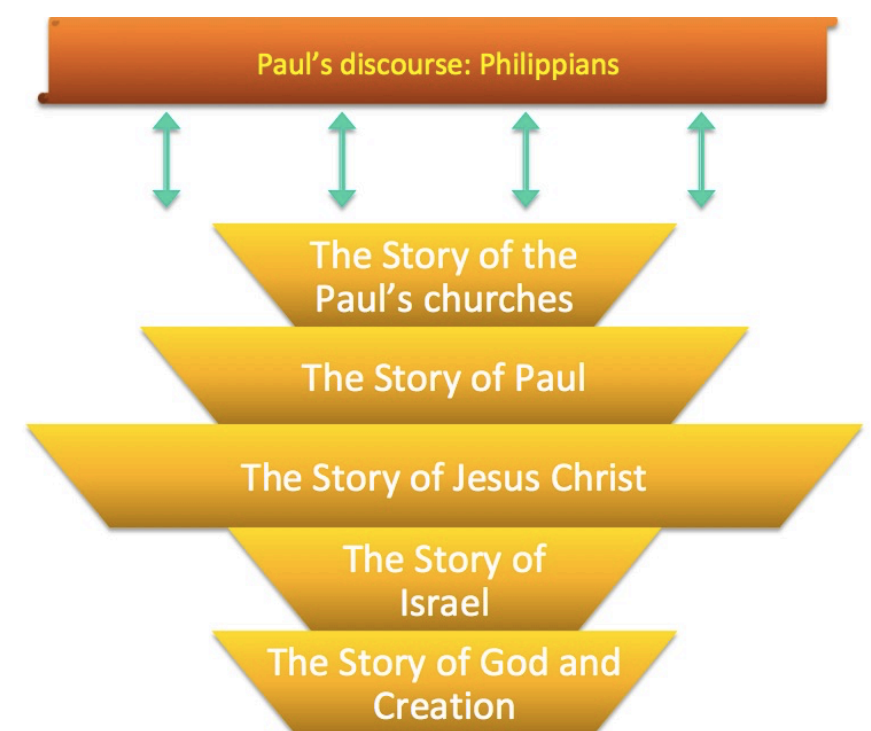 Paul’s discourse: Philippians
The Story of the
Paul’s churches
The Story of Paul
The Story of Jesus Christ
The Story of
Israel
The Story of God and
Creation